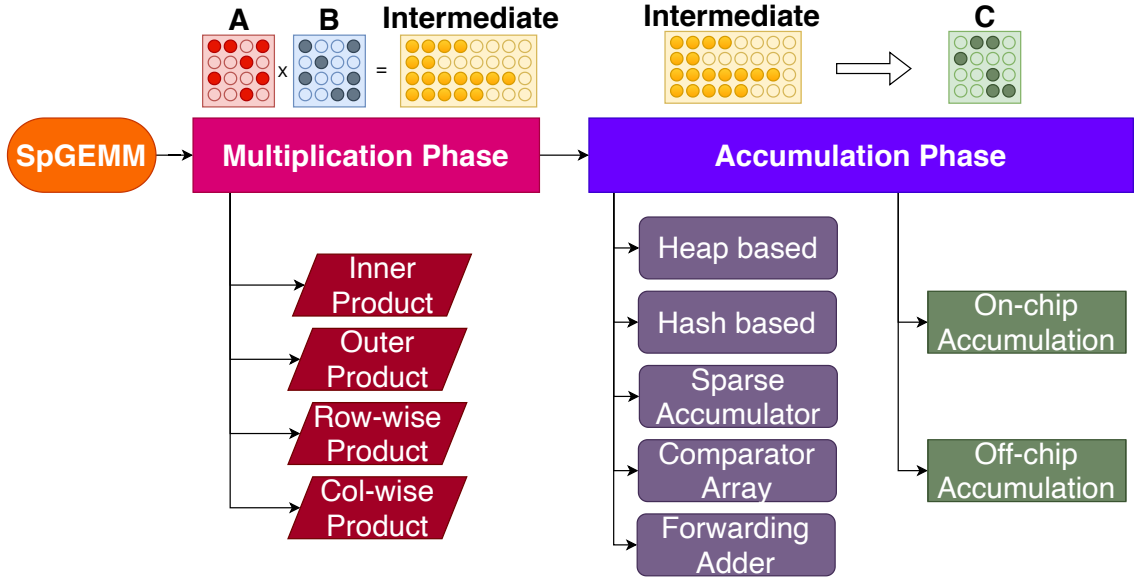 A
B
Intermediate
Intermediate
C
x
=
SpGEMM
Multiplication Phase
Accumulation Phase
Inner
Product
Outer
Product
Row-wise
Product
Col-wise
Product
Heap based
Hash based
Sparse
Accumulator
Comparator
Array
Forwarding
Adder
On-chip
Accumulation
Off-chip
Accumulation